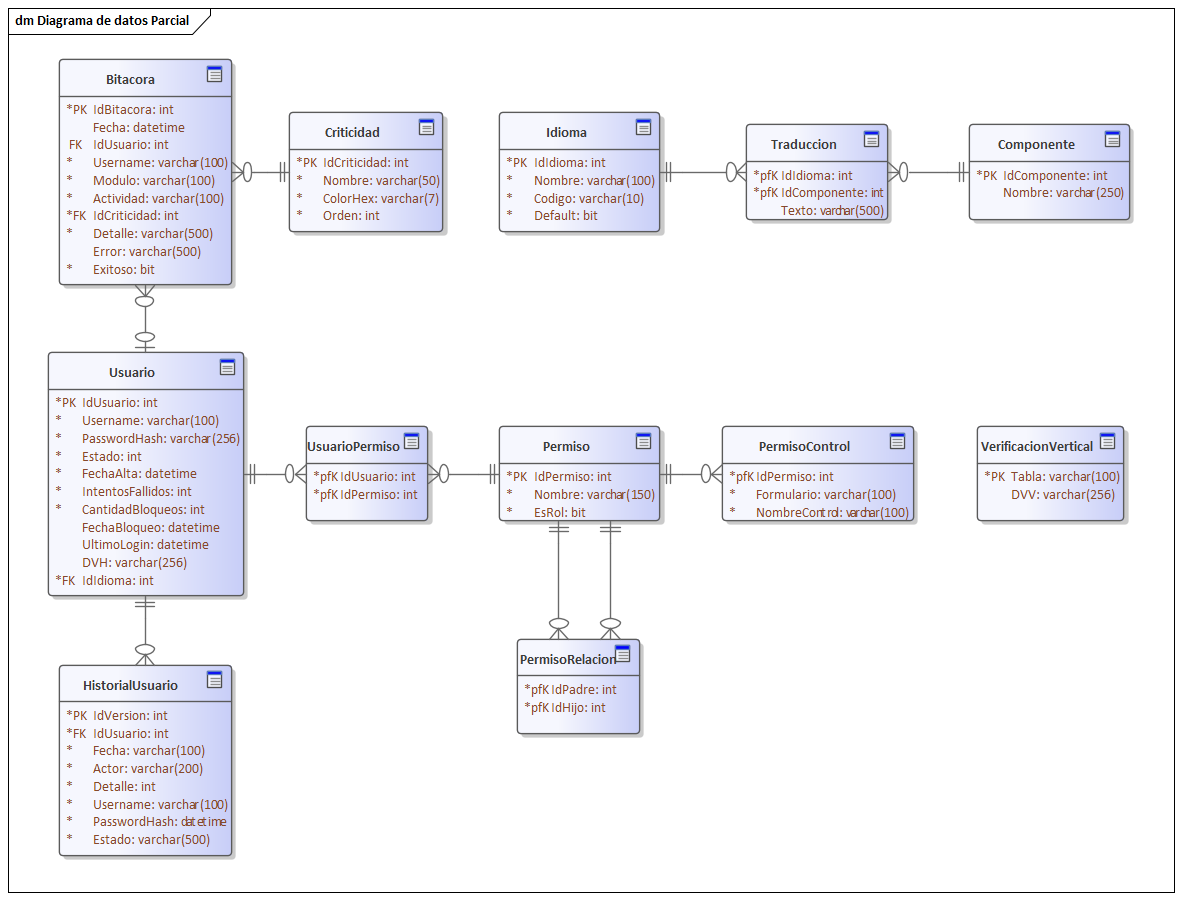 dm Diagrama de datos Parcial
Bitacora
*PK IdBitacora: int
Fecha: datetime
FK IdUsuario: int
* Username: varchar(100)
* Modulo: varchar(100)
* Actividad: varchar(100)
*FK IdCriticidad: int
* Detalle: varchar(500)
Error: varchar(500)
* Exitoso: bit
Criticidad
*PK IdCriticidad: int
* Nombre: varchar(50)
* ColorHex: varchar(7)
* Orden: int
Idioma
*PK IdIdioma: int
* Nombre: varchar(100)
* Codigo: varchar(10)
* Default: bit
Traduccion
*pfK IdIdioma: int
*pfK IdComponente: int
Texto: varchar(500)
Componente
*PK IdComponente: int
Nombre: varchar(250)
Usuario
*PK IdUsuario: int
* Username: varchar(100)
* PasswordHash: varchar(256)
* Estado: int
* FechaAlta: datetime
* IntentosFallidos: int
* CantidadBloqueos: int
FechaBloqueo: datetime
UltimoLogin: datetime
DVH: varchar(256)
*FK IdIdioma: int
UsuarioPermiso
*pfK IdUsuario: int
*pfK IdPermiso: int
Permiso
*PK IdPermiso: int
* Nombre: varchar(150)
* EsRol: bit
PermisoControl
*pfK IdPermiso: int
* Formulario: varchar(100)
* NombreControl: varchar(100)
VerificacionVertical
*PK Tabla: varchar(100)
DVV: varchar(256)
PermisoRelacion
*pfK IdPadre: int
*pfK IdHijo: int
HistorialUsuario
*PK IdVersion: int
*FK IdUsuario: int
* Fecha: varchar(100)
* Actor: varchar(200)
* Detalle: int
* Username: varchar(100)
* PasswordHash: datetime
* Estado: varchar(500)